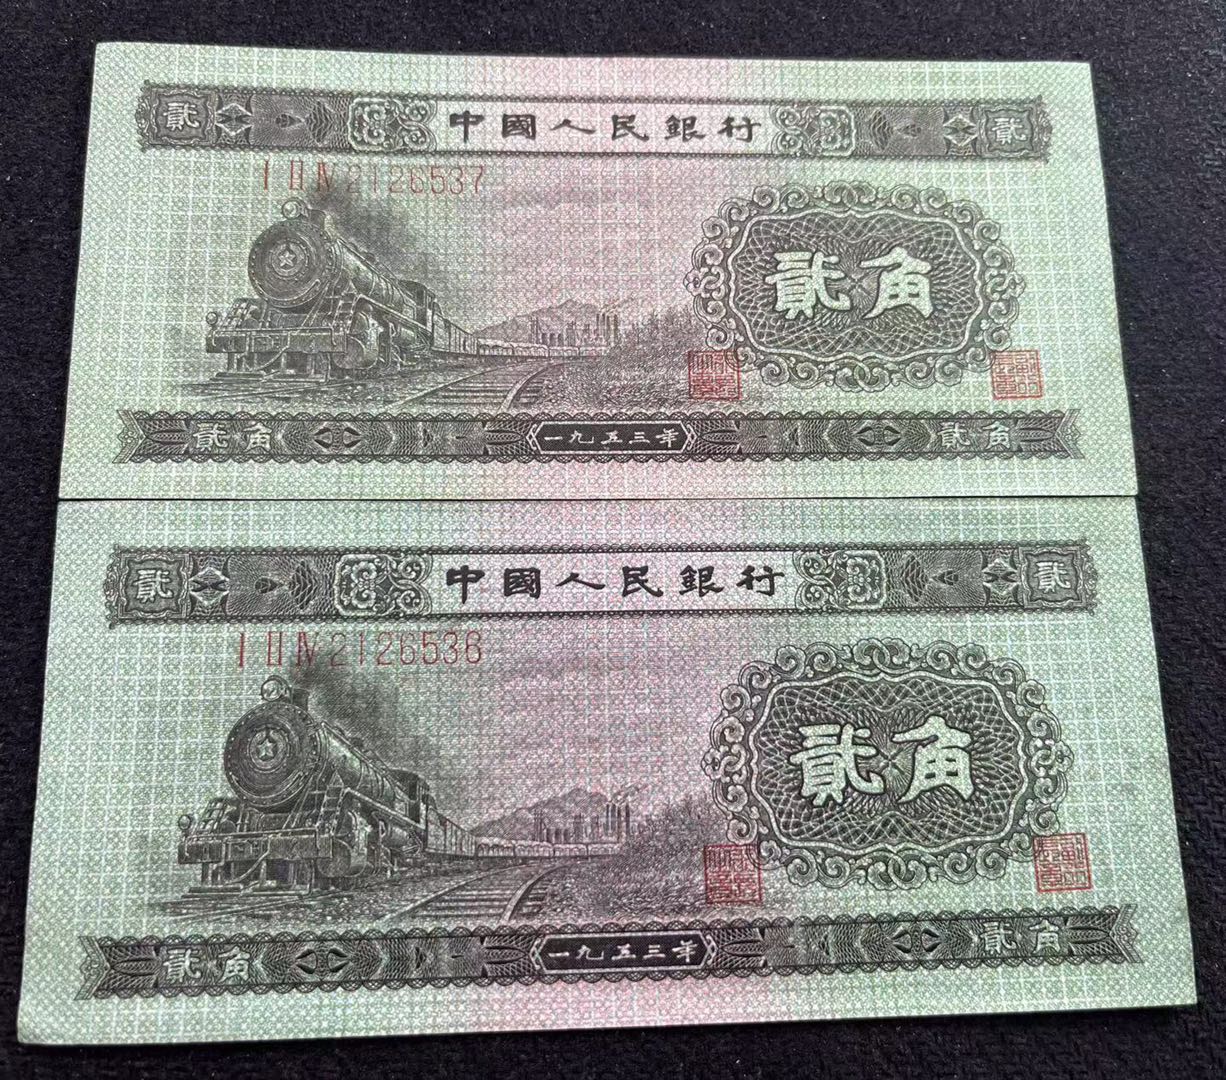 貳 中國人民銀行 貳
I II IV 2126537
貳角
貳角 一九五三年 貳角
貳 中國人民銀行 貳
I II IV 2126538
貳角
貳角 一九五三年 貳角